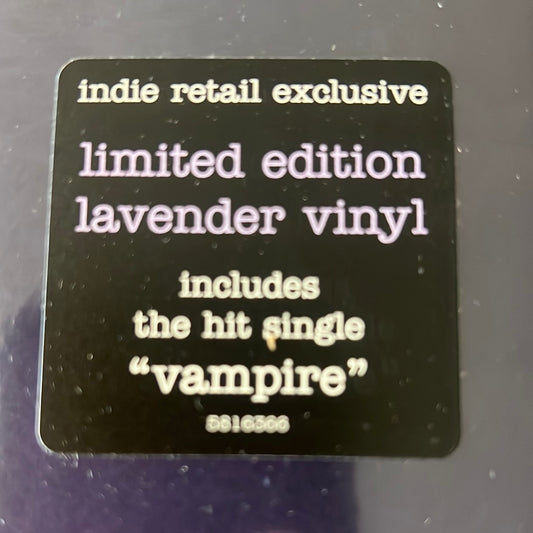 indie retail exclusive
limited edition
lavender vinyl
includes
the hit single
“vampire”